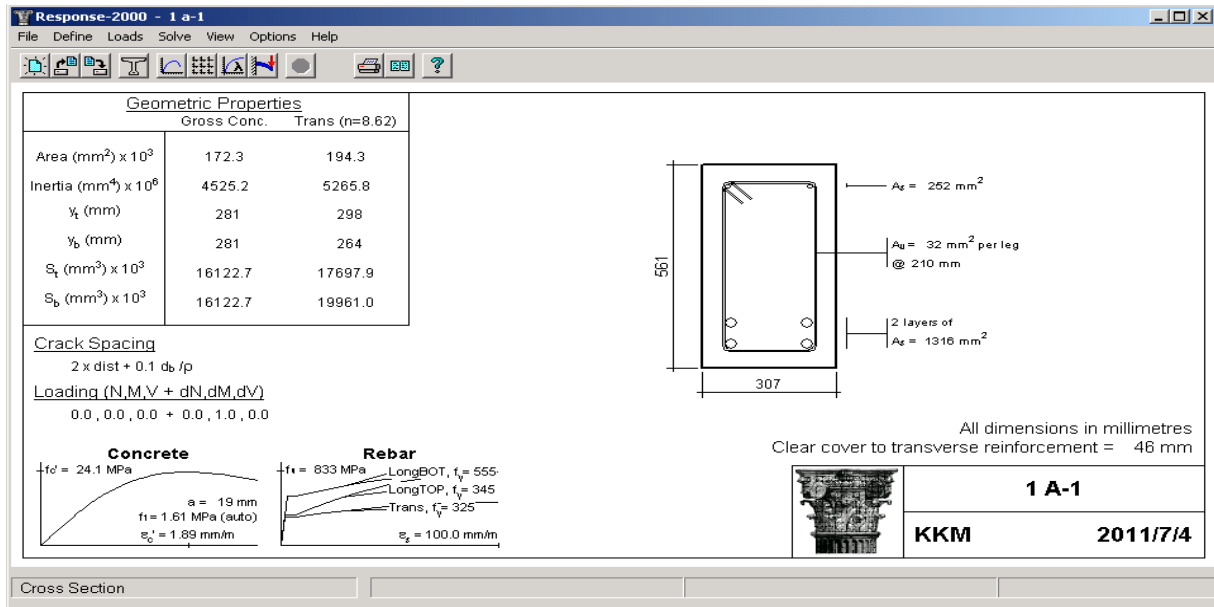 Response-2000 - 1 a-1
File Define Loads Solve View Options Help
Geometric Properties
Gross Conc. Trans (n=8.62)
Area (mm²) x 10³ 172.3 194.3
Inertia (mm⁴) x 10⁶ 4525.2 5265.8
yt (mm) 281 298
yb (mm) 281 264
St (mm³) x 10³ 16122.7 17697.9
Sb (mm³) x 10³ 16122.7 19961.0
Crack Spacing
2 x dist + 0.1 db /ρ
Loading (N,M,V + dN,dM,dV)
0.0 , 0.0 , 0.0 + 0.0 , 1.0 , 0.0
Concrete
fc' = 24.1 MPa
a = 19 mm
ft = 1.61 MPa (auto)
εc' = 1.89 mm/m
Rebar
fs = 833 MPa
LongBOT, fy= 555
LongTOP, fy= 345
Trans, fy= 325
εs = 100.0 mm/m
561
307
As = 252 mm²
Av = 32 mm² per leg
@ 210 mm
2 layers of
As = 1316 mm²
All dimensions in millimetres
Clear cover to transverse reinforcement = 46 mm
1 A-1
KKM 2011/7/4
Cross Section